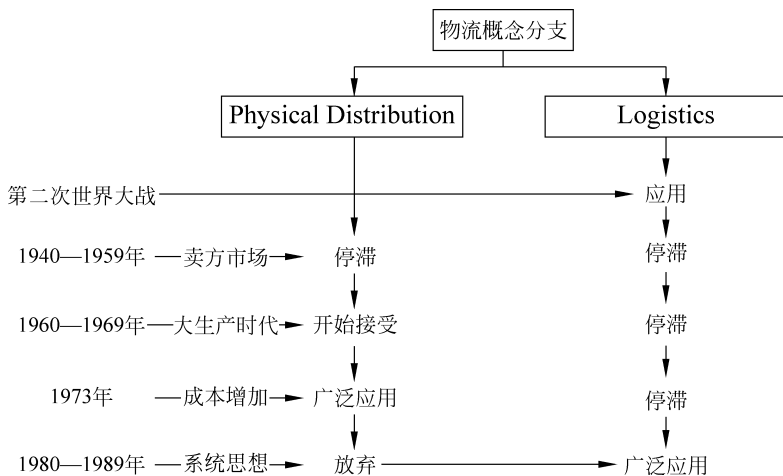 物流概念分支
Physical Distribution
Logistics
第二次世界大战
应用
1940—1959年
卖方市场
停滞
停滞
1960—1969年
大生产时代
开始接受
停滞
1973年
成本增加
广泛应用
停滞
1980—1989年
系统思想
放弃
广泛应用